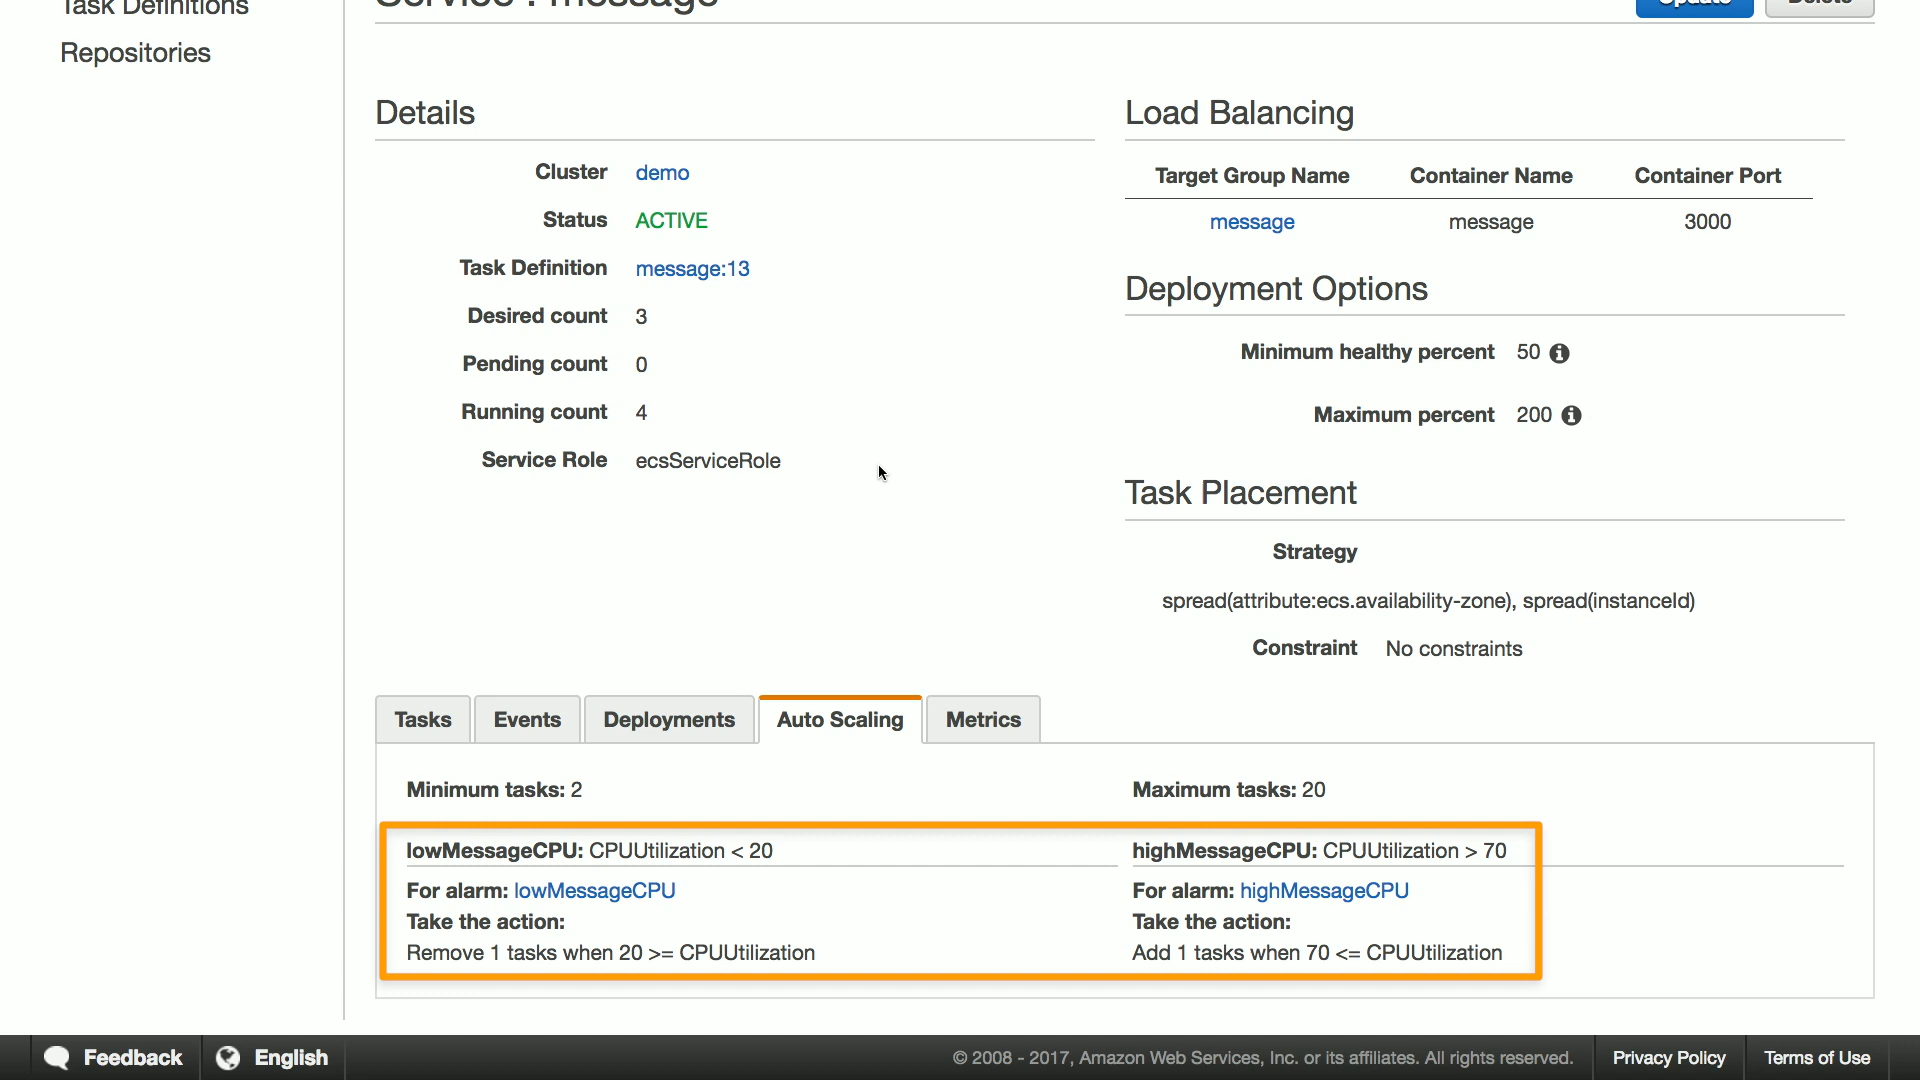 Task Definitions
Service : message
Update
Delete
Repositories
Details
Cluster demo
Status ACTIVE
Task Definition message:13
Desired count 3
Pending count 0
Running count 4
Service Role ecsServiceRole
Load Balancing
Target Group Name Container Name Container Port
message message 3000
Deployment Options
Minimum healthy percent 50
Maximum percent 200
Task Placement
Strategy
spread(attribute:ecs.availability-zone), spread(instanceId)
Constraint No constraints
Tasks Events Deployments Auto Scaling Metrics
Minimum tasks: 2
Maximum tasks: 20
lowMessageCPU: CPUUtilization < 20
For alarm: lowMessageCPU
Take the action:
Remove 1 tasks when 20 >= CPUUtilization
highMessageCPU: CPUUtilization > 70
For alarm: highMessageCPU
Take the action:
Add 1 tasks when 70 <= CPUUtilization
Feedback English © 2008 - 2017, Amazon Web Services, Inc. or its affiliates. All rights reserved. Privacy Policy Terms of Use